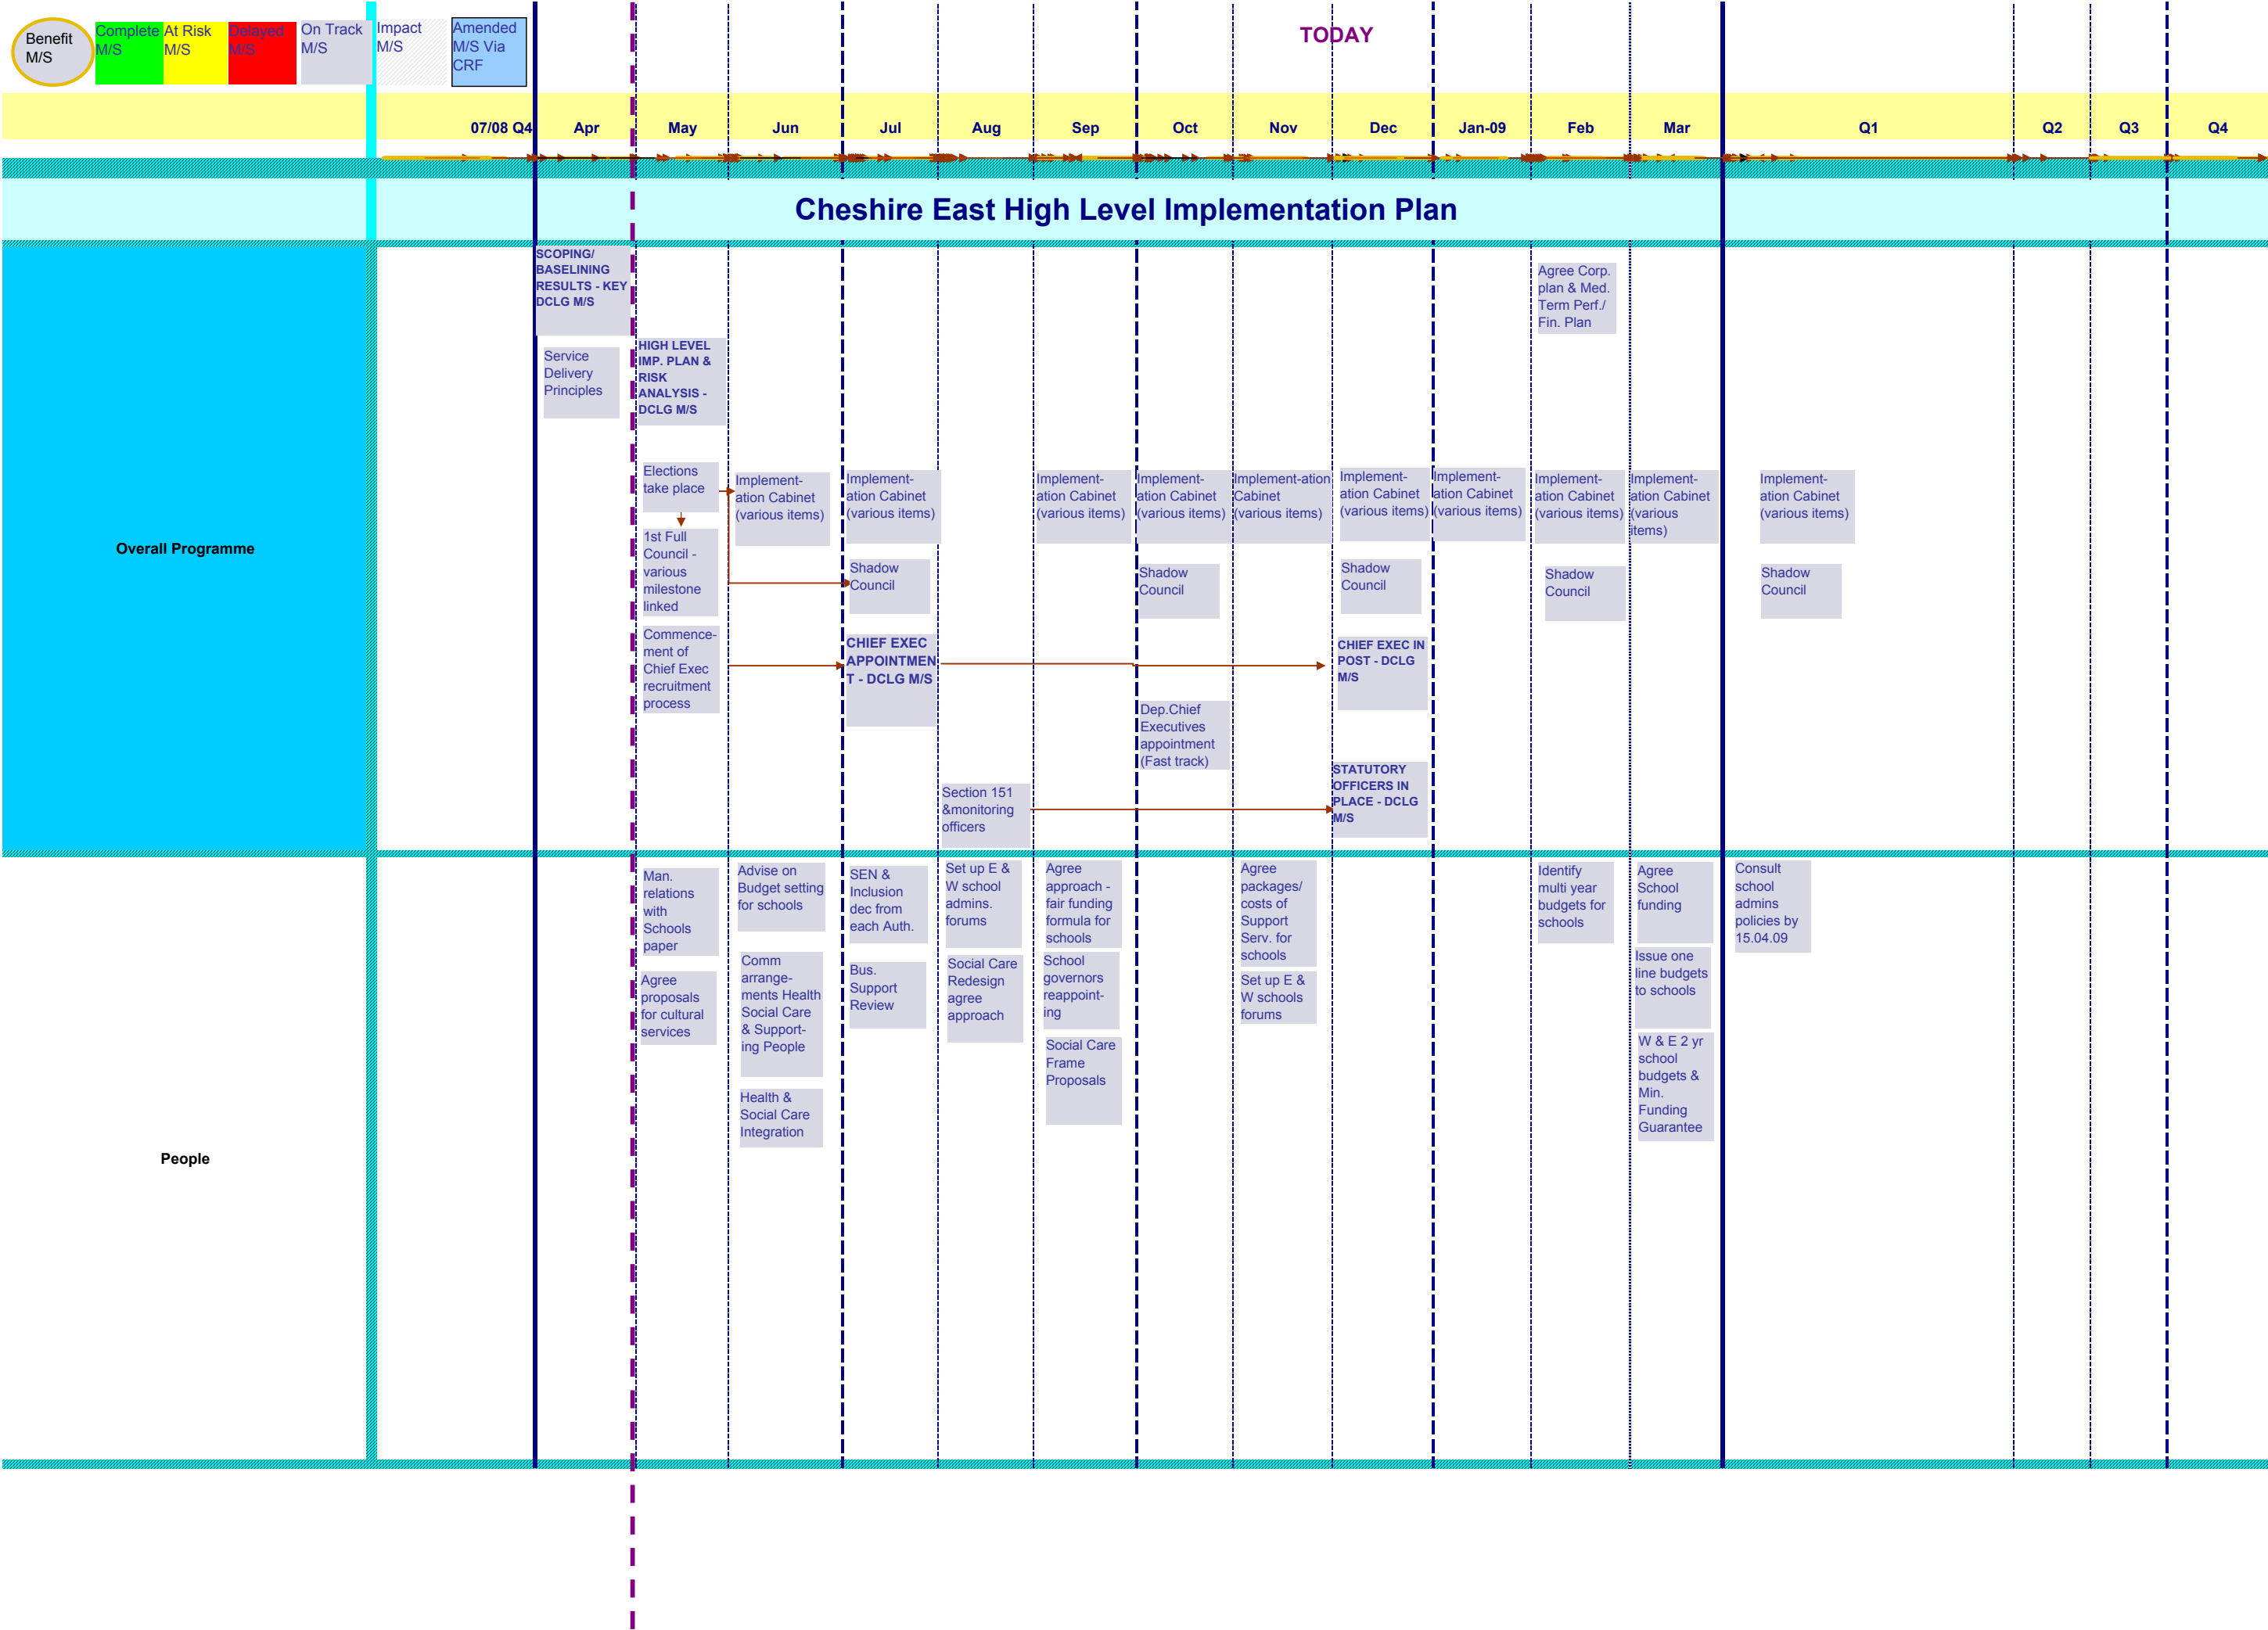 Benefit
M/S
Complete
M/S
At Risk
M/S
Delayed
M/S
On Track
M/S
Impact
M/S
Amended
M/S Via
CRF
TODAY
07/08 Q4 Apr May Jun Jul Aug Sep Oct Nov Dec Jan-09 Feb Mar Q1 Q2 Q3 Q4
Cheshire East High Level Implementation Plan
Overall Programme
SCOPING/
BASELINING
RESULTS - KEY
DCLG M/S
Service
Delivery
Principles
HIGH LEVEL
IMP. PLAN &
RISK
ANALYSIS -
DCLG M/S
Agree Corp.
plan & Med.
Term Perf./
Fin. Plan
Elections
take place
Implement-
ation Cabinet
(various items)
Implement-
ation Cabinet
(various items)
Implement-
ation Cabinet
(various items)
Implement-
ation Cabinet
(various items)
Implement-ation
Cabinet
(various items)
Implement-
ation Cabinet
(various items)
Implement-
ation Cabinet
(various items)
Implement-
ation Cabinet
(various items)
Implement-
ation Cabinet
(various
items)
Implement-
ation Cabinet
(various items)
1st Full
Council -
various
milestone
linked
Shadow
Council
Shadow
Council
Shadow
Council
Shadow
Council
Shadow
Council
Commence-
ment of
Chief Exec
recruitment
process
CHIEF EXEC
APPOINTMEN
T - DCLG M/S
CHIEF EXEC IN
POST - DCLG
M/S
Dep.Chief
Executives
appointment
(Fast track)
Section 151
&monitoring
officers
STATUTORY
OFFICERS IN
PLACE - DCLG
M/S
People
Man.
relations
with
Schools
paper
Agree
proposals
for cultural
services
Advise on
Budget setting
for schools
Comm
arrange-
ments Health
Social Care
& Support-
ing People
Health &
Social Care
Integration
SEN &
Inclusion
dec from
each Auth.
Bus.
Support
Review
Set up E &
W school
admins.
forums
Social Care
Redesign
agree
approach
Agree
approach -
fair funding
formula for
schools
School
governors
reappoint-
ing
Social Care
Frame
Proposals
Agree
packages/
costs of
Support
Serv. for
schools
Set up E &
W schools
forums
Identify
multi year
budgets for
schools
Agree
School
funding
Issue one
line budgets
to schools
W & E 2 yr
school
budgets &
Min.
Funding
Guarantee
Consult
school
admins
policies by
15.04.09